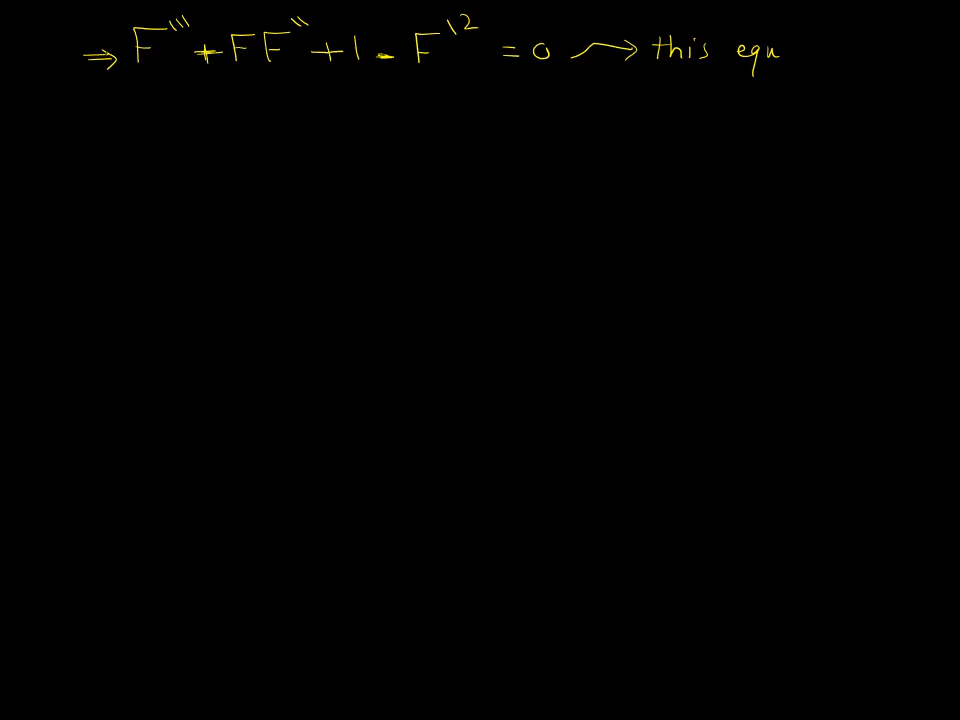 ⇒ F''' + FF'' + 1 - F'² = 0 → this equ